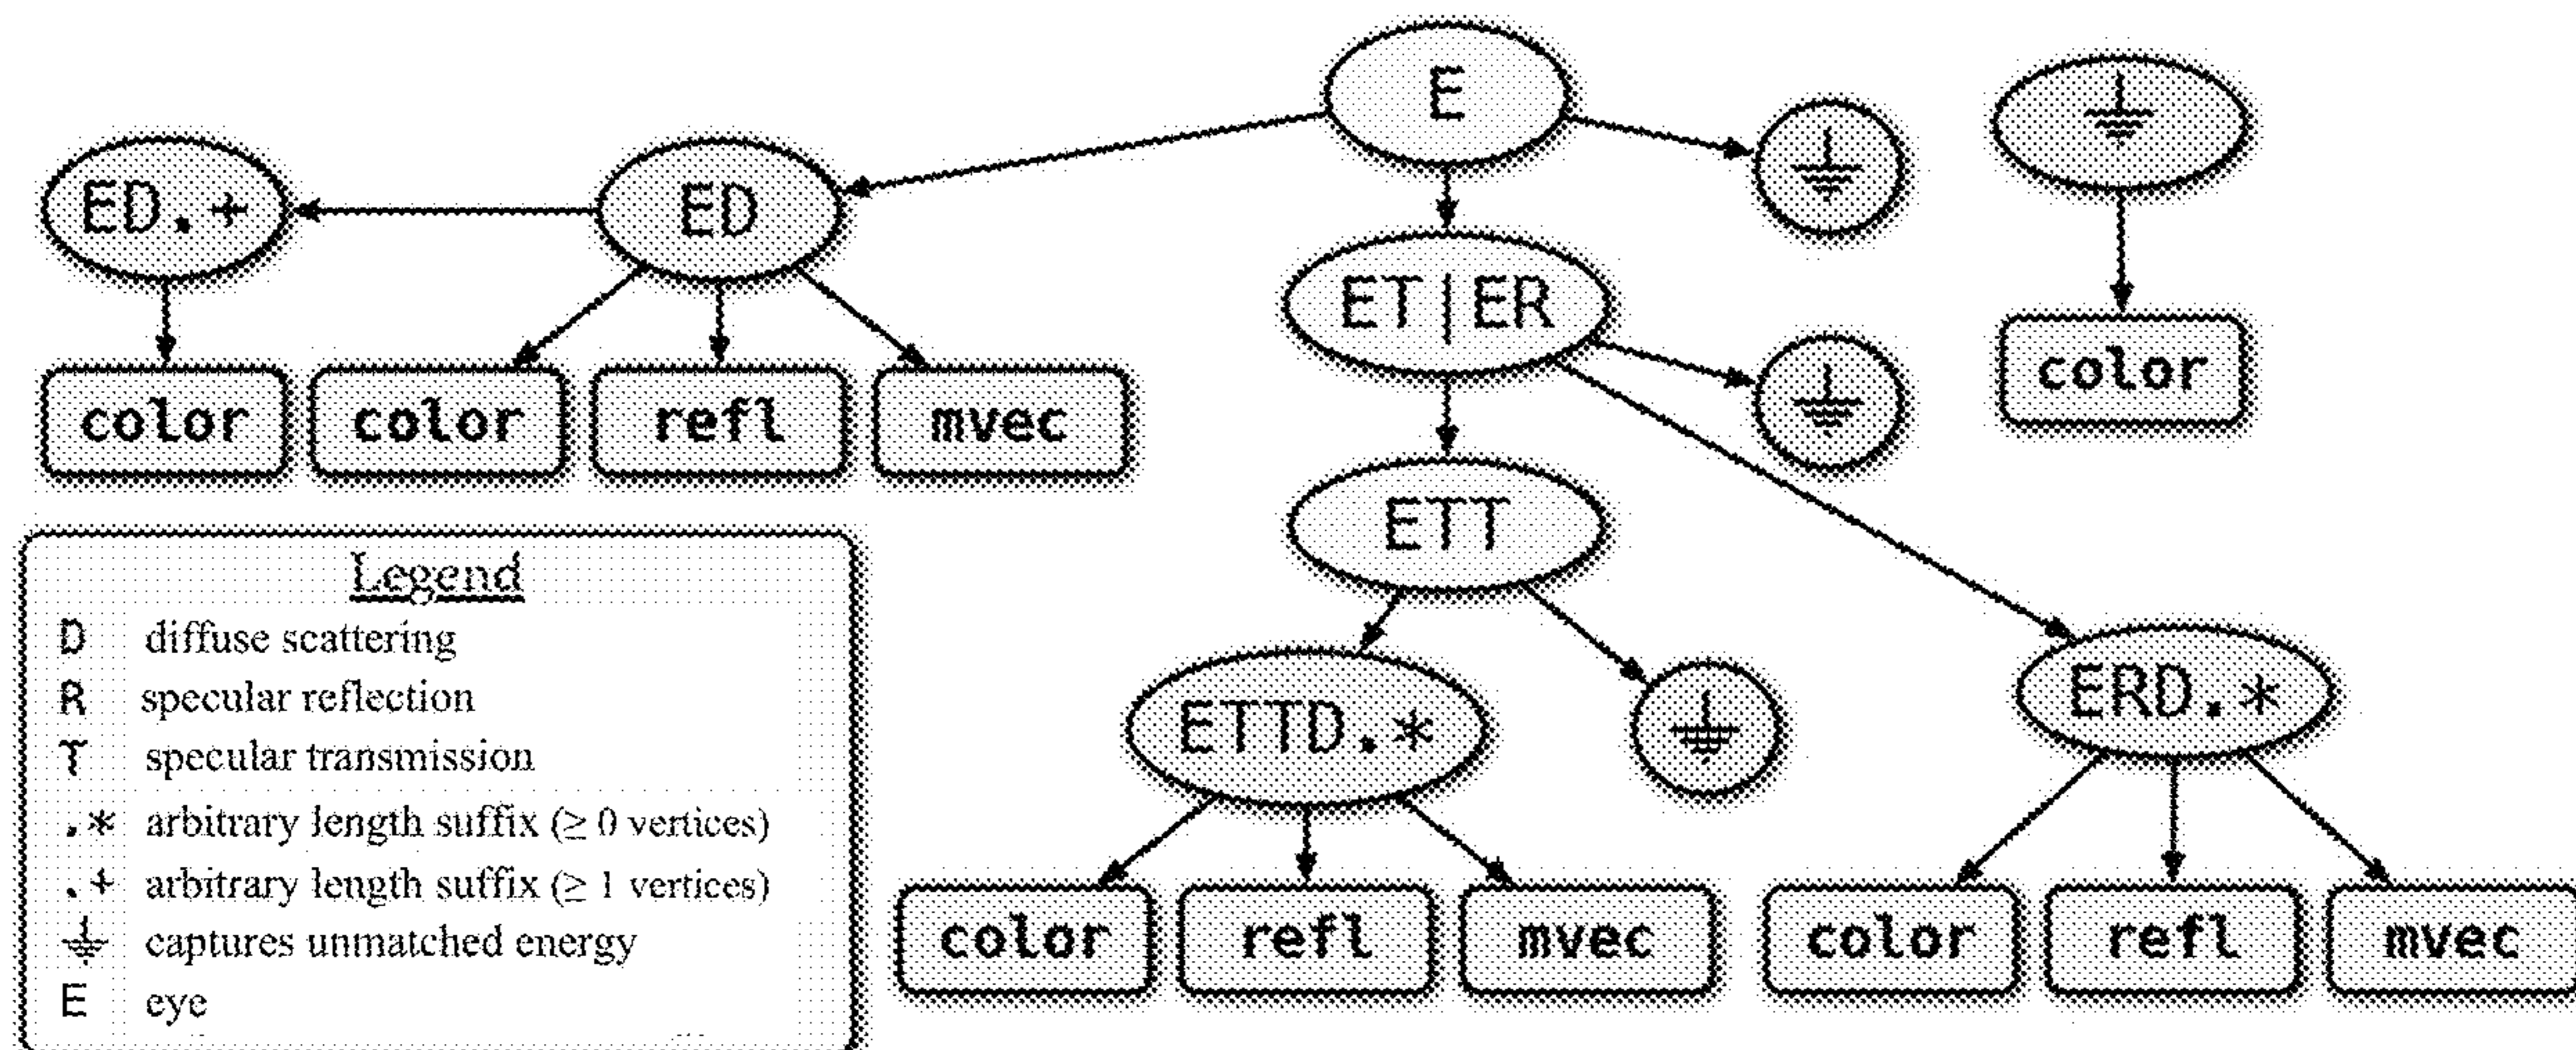 E
ED.+
ED
ET|ER
color
color
color
refl
mvec
ETT
ERD.*
ETTD.*
color
refl
mvec
color
refl
mvec
Legend
D diffuse scattering
R specular reflection
T specular transmission
.* arbitrary length suffix (≥ 0 vertices)
.+ arbitrary length suffix (≥ 1 vertices)
⏚ captures unmatched energy
E eye